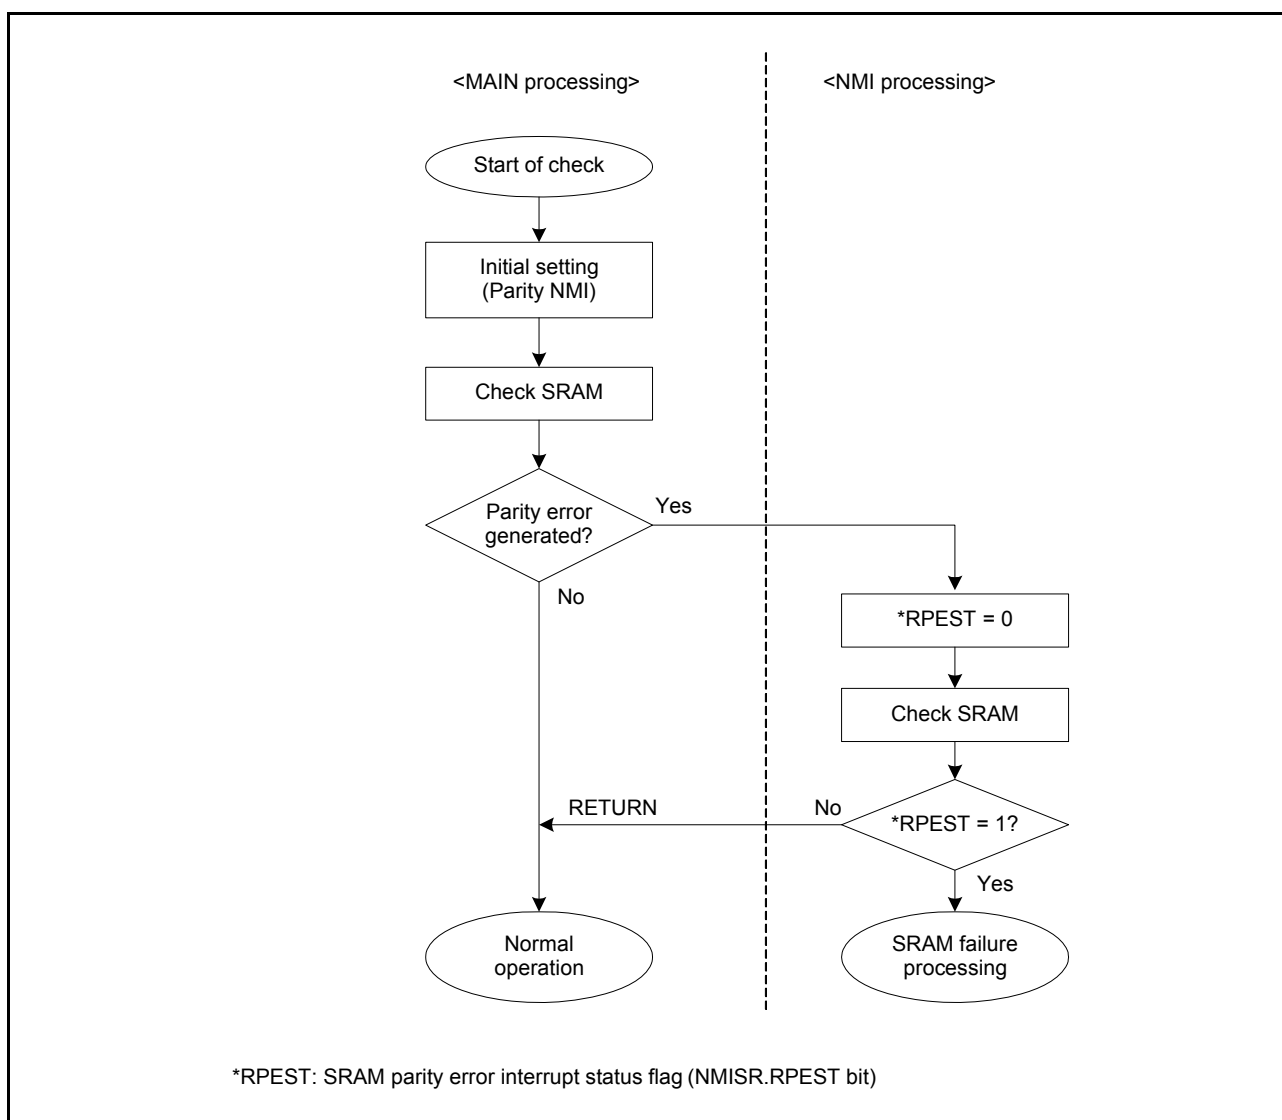 <MAIN processing>
<NMI processing>
Start of check
Initial setting
(Parity NMI)
Check SRAM
Parity error
generated?
Yes
No
*RPEST = 0
Check SRAM
*RPEST = 1?
No
RETURN
Yes
Normal
operation
SRAM failure
processing
*RPEST: SRAM parity error interrupt status flag (NMISR.RPEST bit)